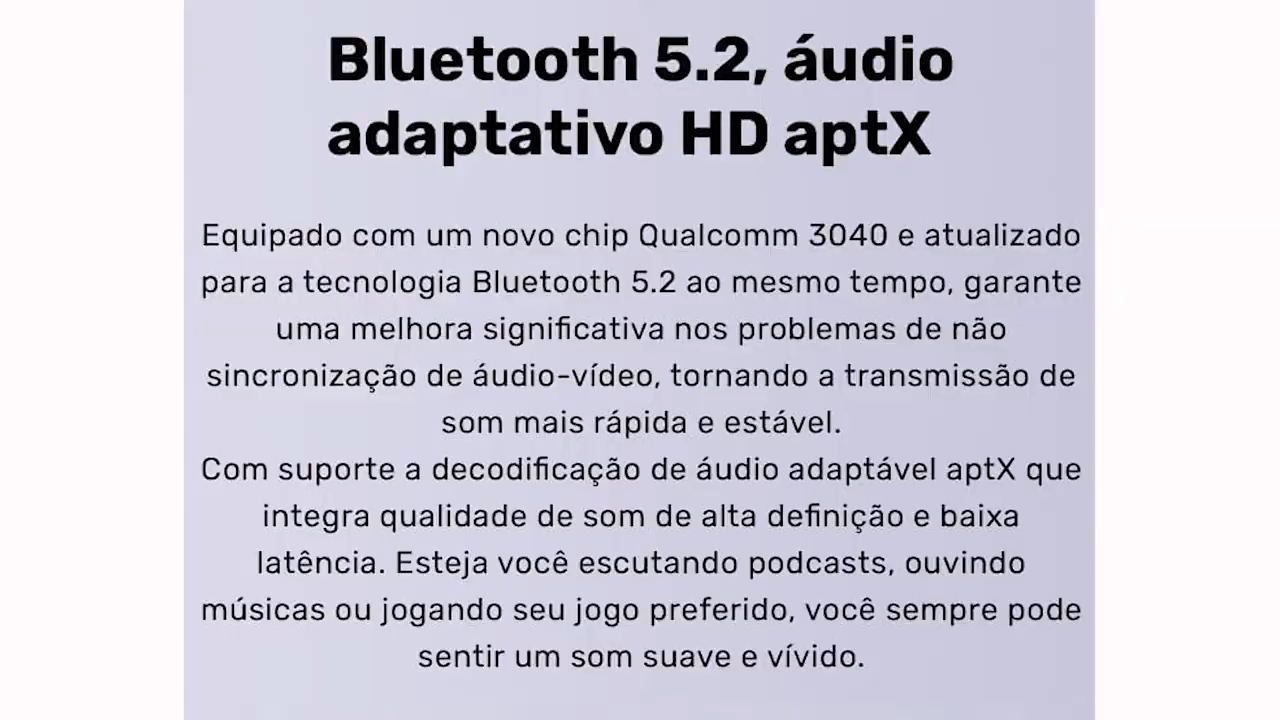 Bluetooth 5.2, áudio
adaptativo HD aptX
Equipado com um novo chip Qualcomm 3040 e atualizado
para a tecnologia Bluetooth 5.2 ao mesmo tempo, garante
uma melhora significativa nos problemas de não
sincronização de áudio-vídeo, tornando a transmissão de
som mais rápida e estável.
Com suporte a decodificação de áudio adaptável aptX que
integra qualidade de som de alta definição e baixa
latência. Esteja você escutando podcasts, ouvindo
músicas ou jogando seu jogo preferido, você sempre pode
sentir um som suave e vívido.